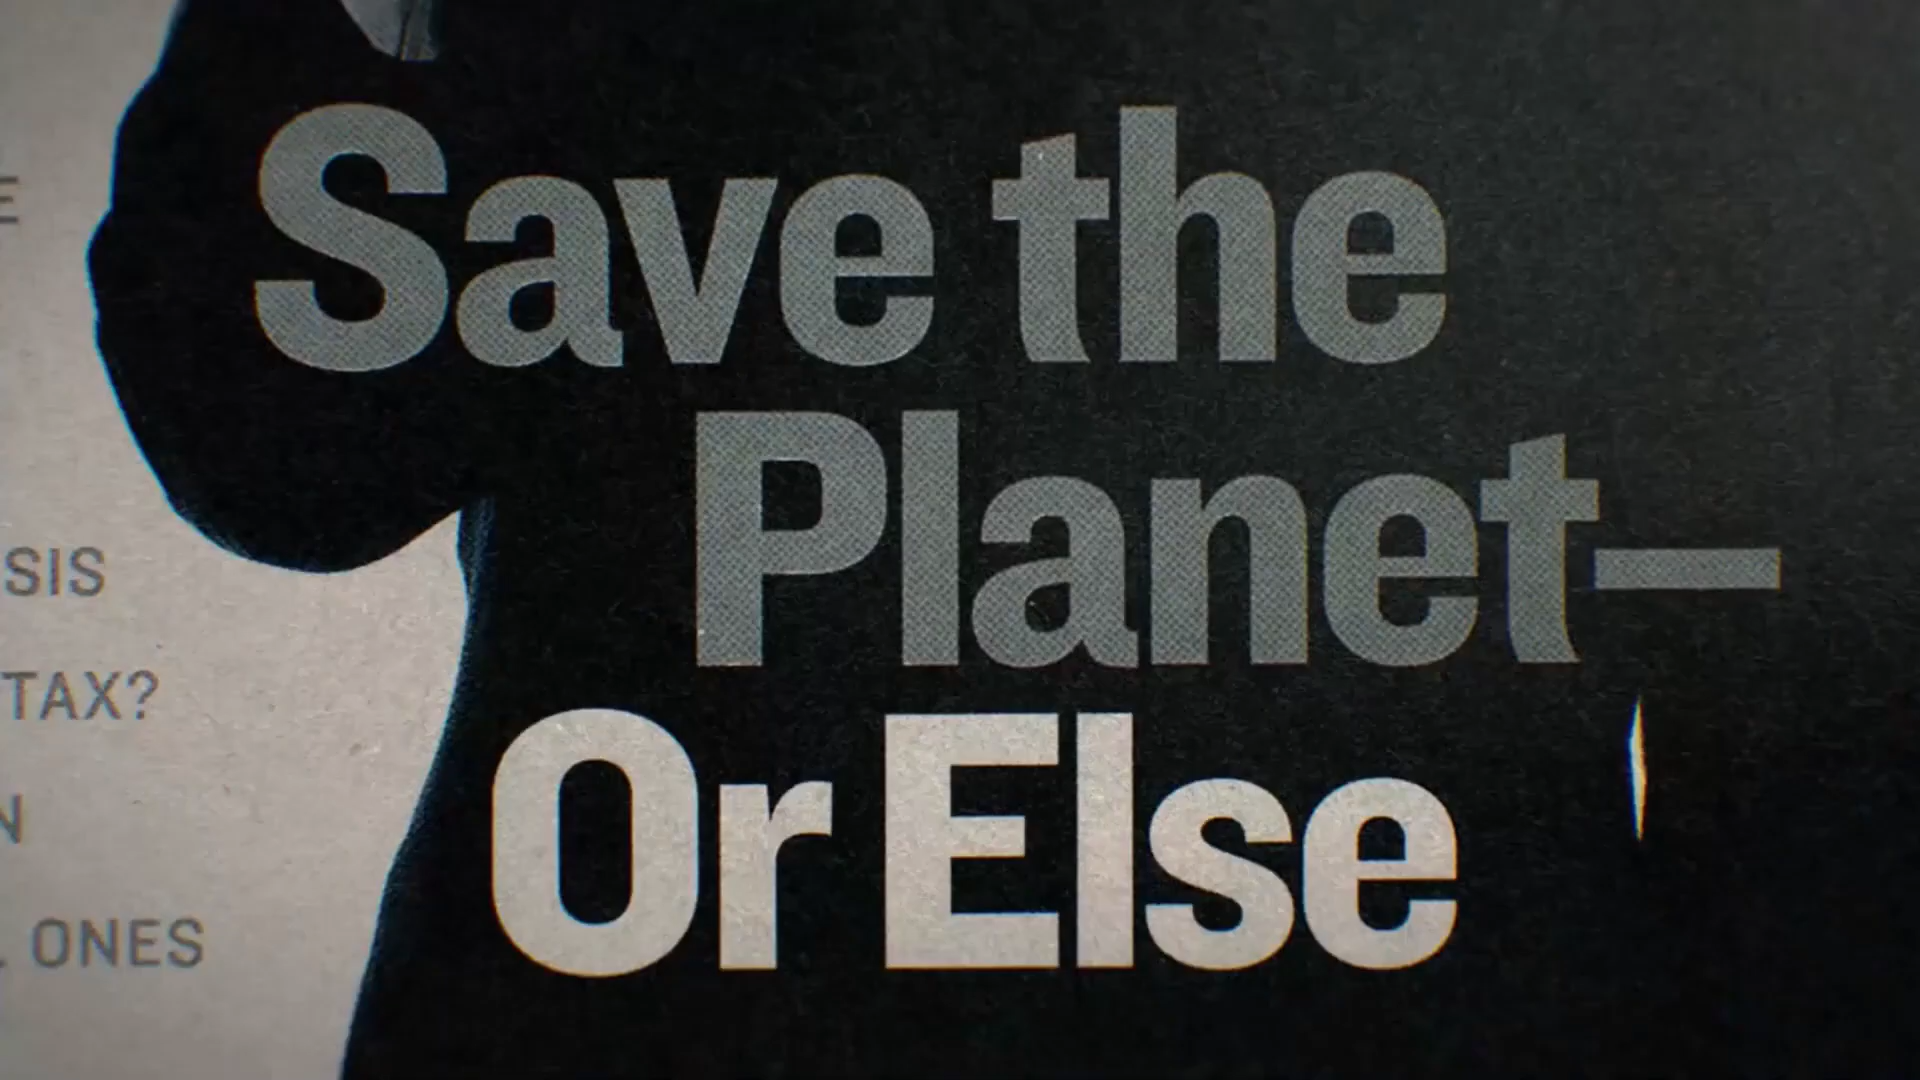 Save the
Planet—
Or Else
SIS
TAX?
N
ONES